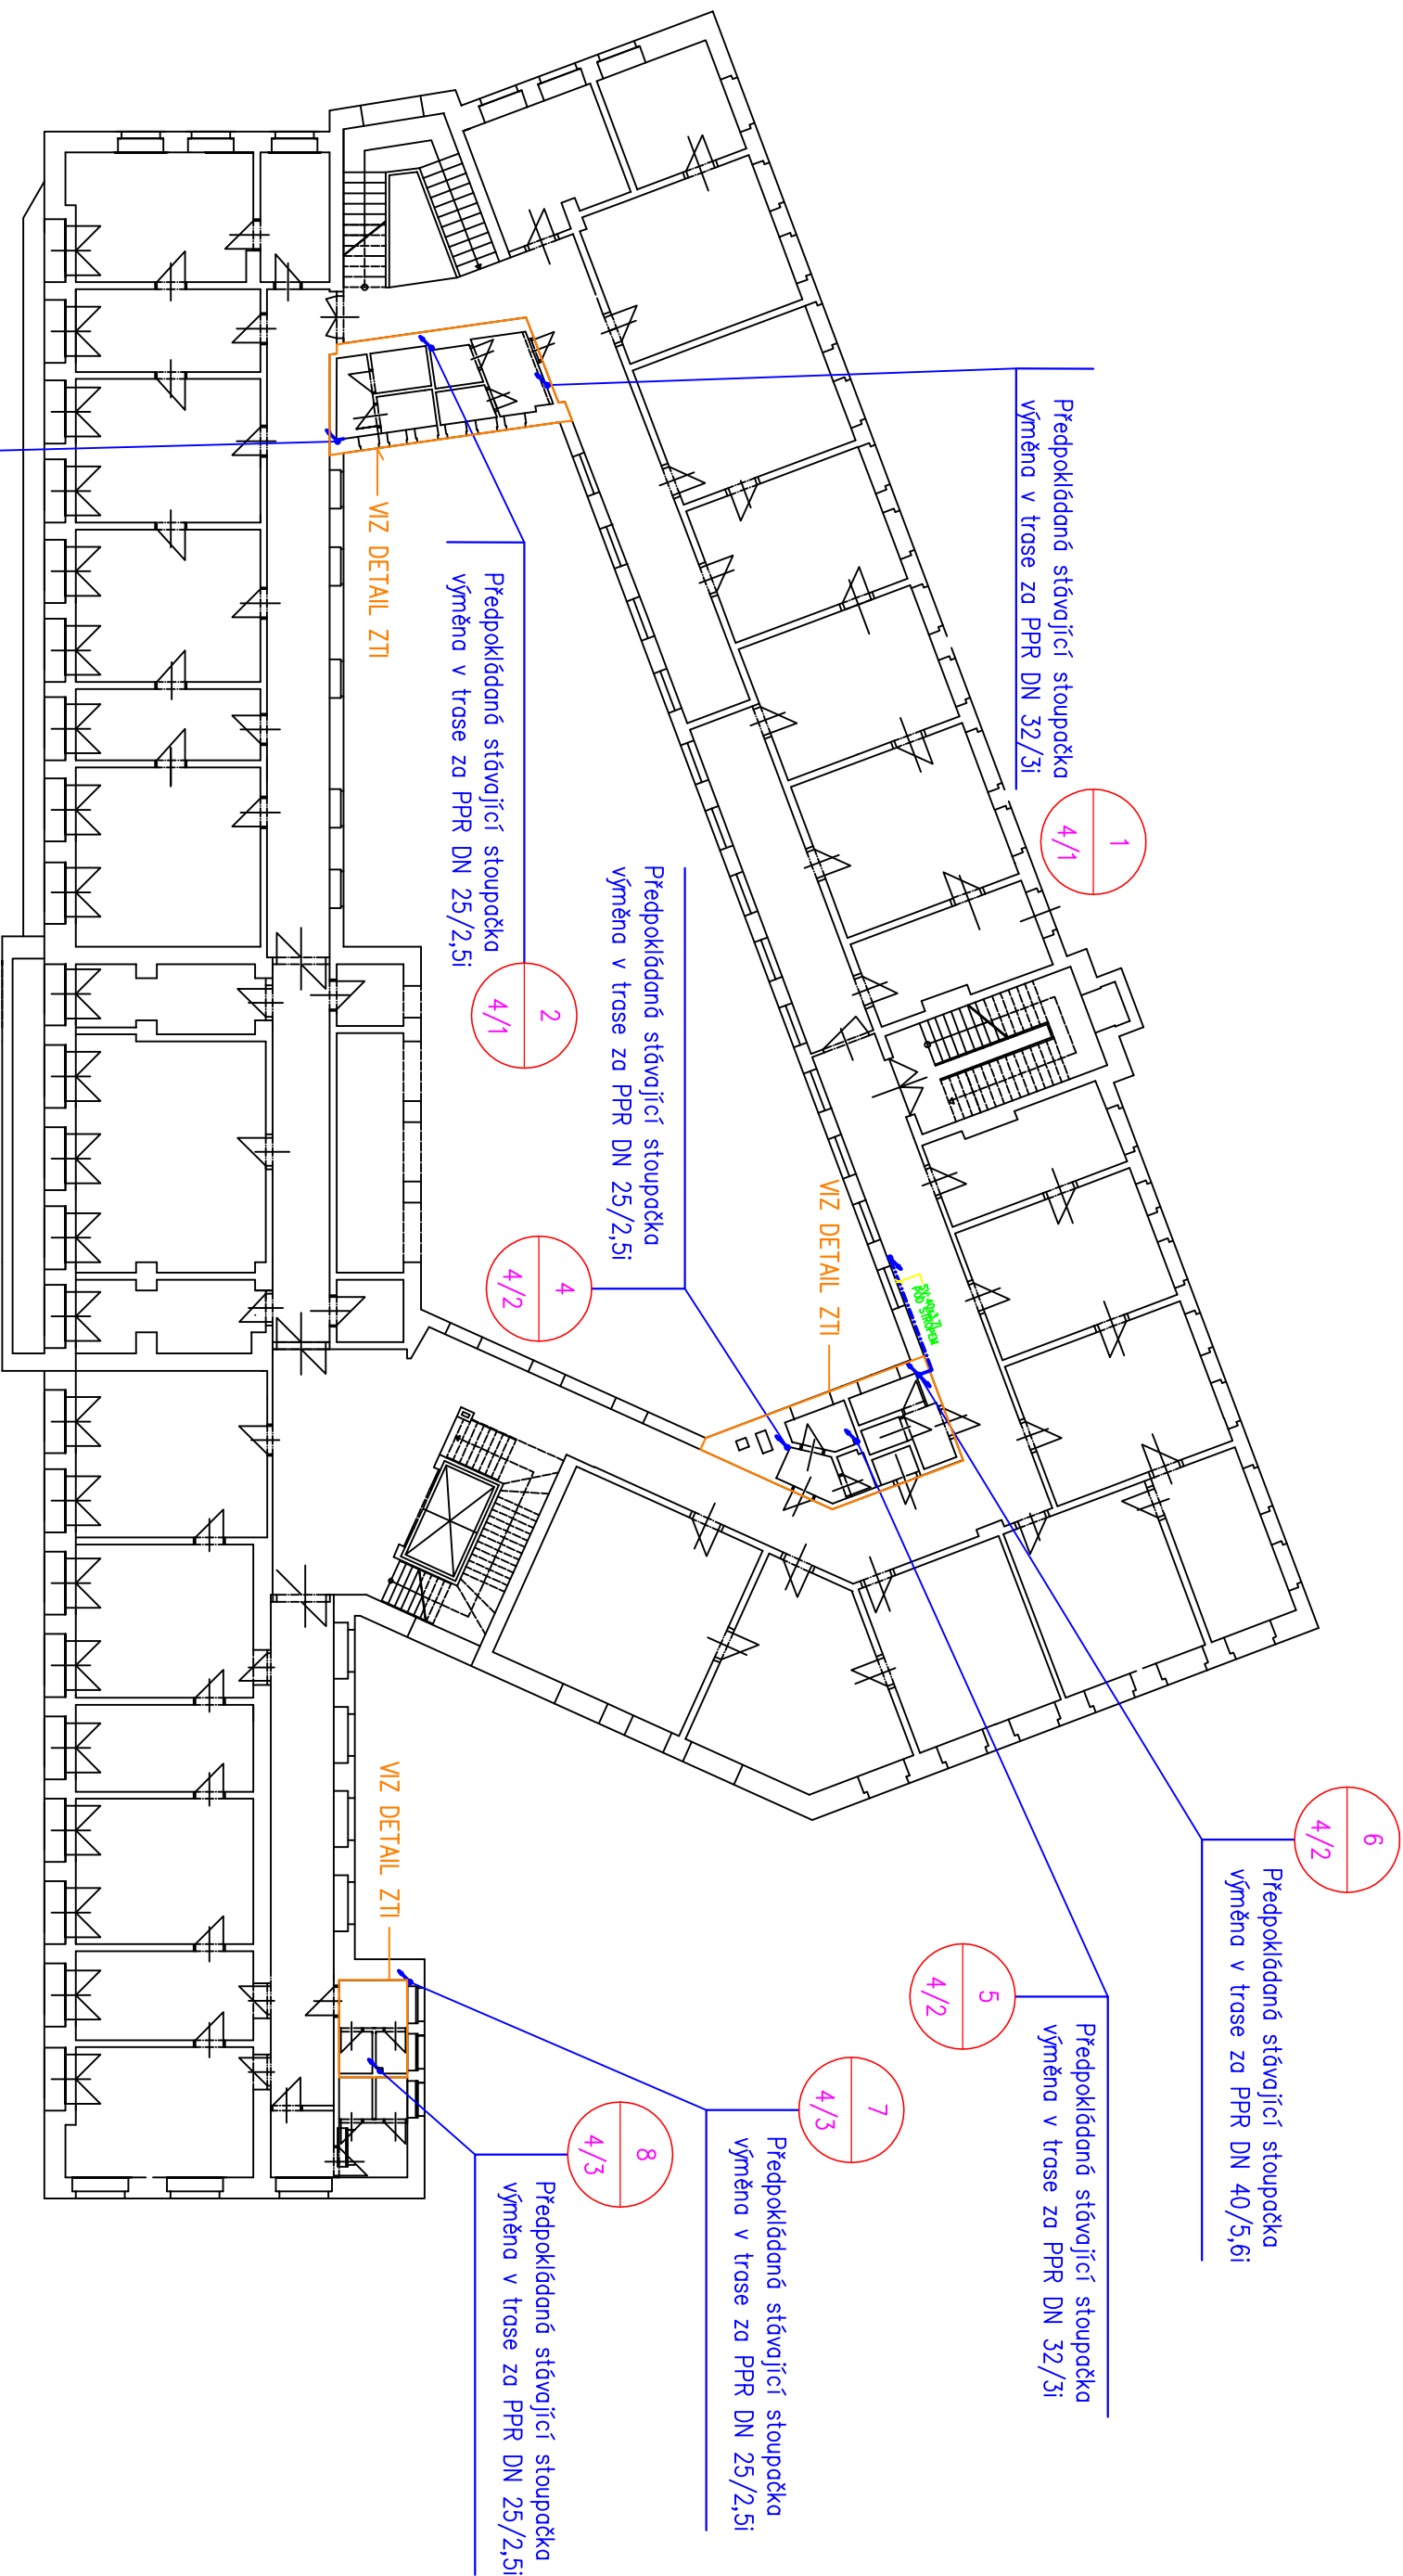 Předpokládaná stávající stoupačka
výměna v trase za PPR DN 32/3i
1
4/1
VIZ DETAIL ZTI
Předpokládaná stávající stoupačka
výměna v trase za PPR DN 25/2,5i
2
4/1
Předpokládaná stávající stoupačka
výměna v trase za PPR DN 25/2,5i
4
4/2
VIZ DETAIL ZTI
POD STROPEM
6
4/2
Předpokládaná stávající stoupačka
výměna v trase za PPR DN 40/5,6i
5
4/2
Předpokládaná stávající stoupačka
výměna v trase za PPR DN 32/3i
VIZ DETAIL ZTI
7
4/3
Předpokládaná stávající stoupačka
výměna v trase za PPR DN 25/2,5i
8
4/3
Předpokládaná stávající stoupačka
výměna v trase za PPR DN 25/2,5i